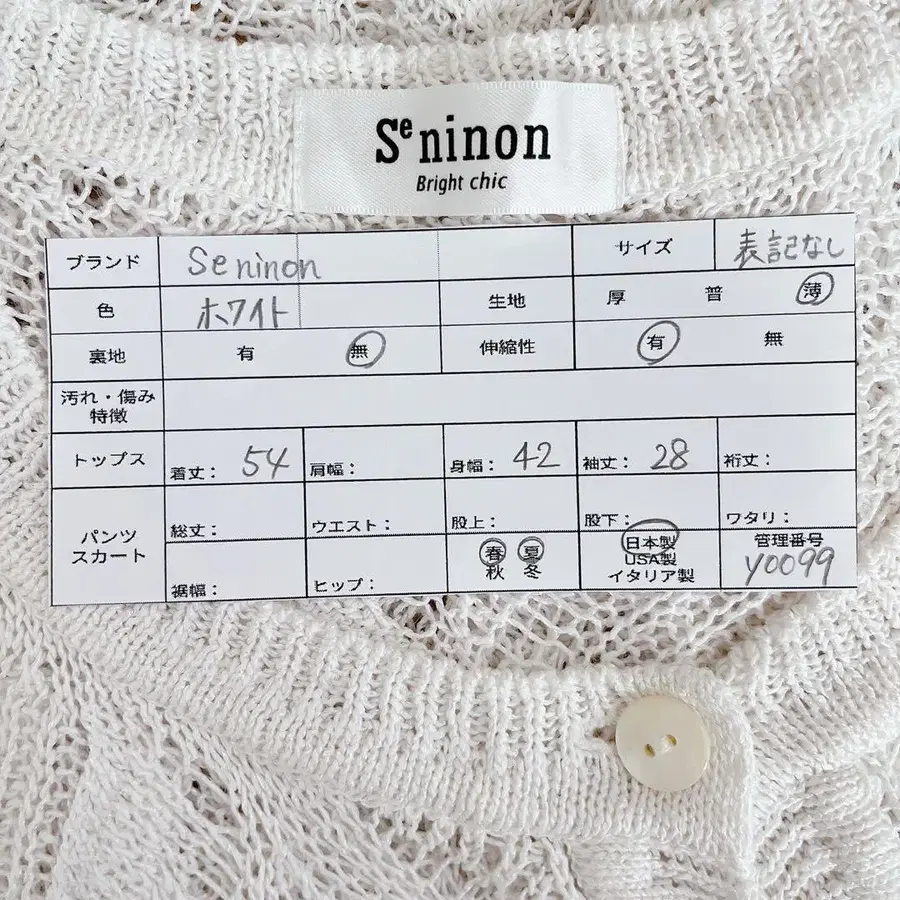 Se ninon
Bright chic
ブランド Se ninon サイズ 表記なし
色 ホワイト 生地 厚 普 薄
裏地 有 無 伸縮性 有 無
汚れ・傷み
特徴
トップス 着丈： 54 肩幅： 身幅： 42 袖丈： 28 裄丈：
パンツ
スカート
総丈： ウエスト： 股上： 股下： ワタリ：
裾幅： ヒップ： 春 夏
秋 冬
日本製
USA製
イタリア製
管理番号
Y0099